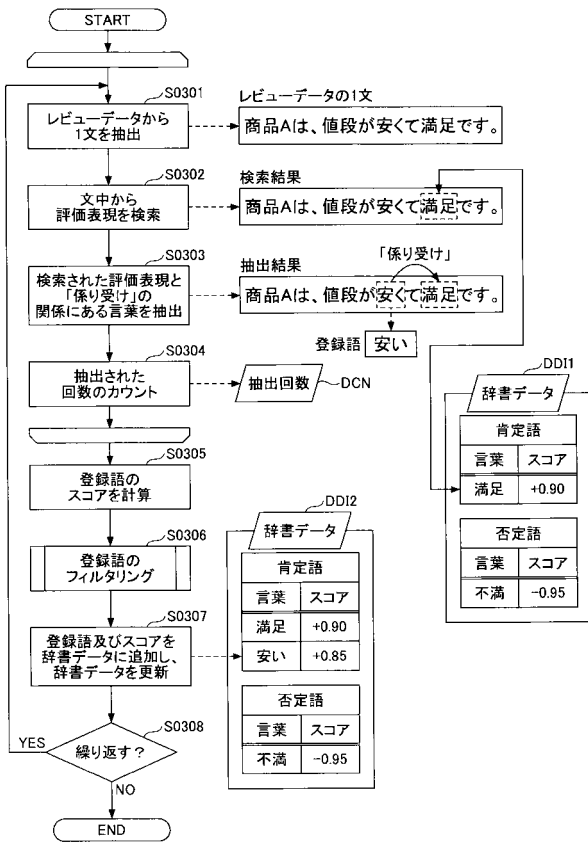 START
S0301
レビューデータから
1文を抽出
レビューデータの1文
商品Aは、値段が安くて満足です。
S0302
文中から
評価表現を検索
検索結果
商品Aは、値段が安くて満足です。
S0303
検索された評価表現と
「係り受け」の
関係にある言葉を抽出
「係り受け」
抽出結果
商品Aは、値段が安くて満足です。
登録語
安い
S0304
抽出された
回数のカウント
抽出回数
DCN
DDI1
辞書データ
肯定語
言葉 スコア
満足 +0.90
否定語
言葉 スコア
不満 -0.95
S0305
登録語の
スコアを計算
S0306
登録語の
フィルタリング
S0307
登録語及びスコアを
辞書データに追加し、
辞書データを更新
DDI2
辞書データ
肯定語
言葉 スコア
満足 +0.90
安い +0.85
否定語
言葉 スコア
不満 -0.95
S0308
繰り返す?
YES
NO
END